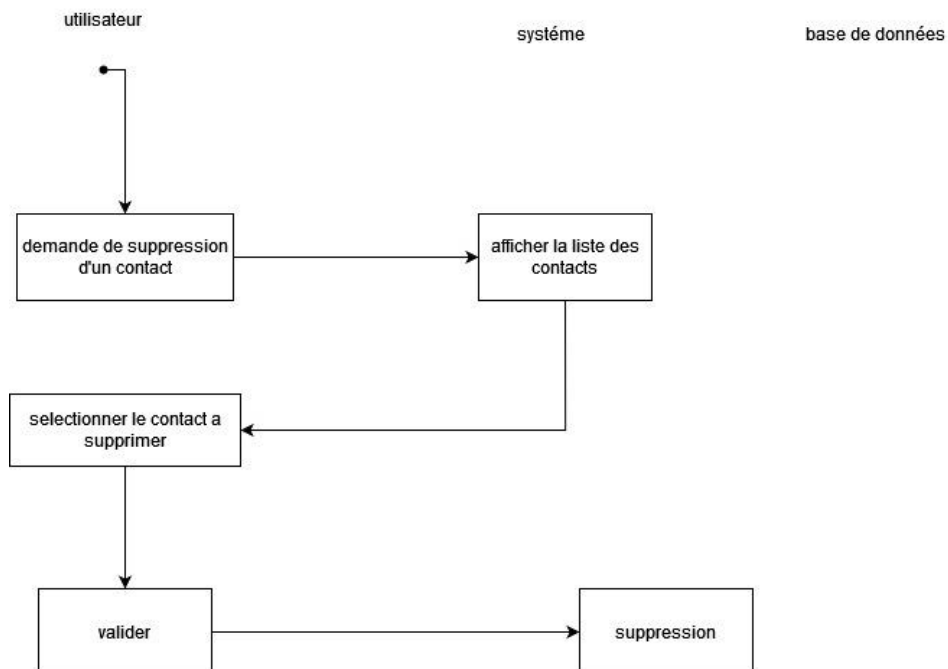 utilisateur
systéme
base de données
demande de suppression
d'un contact
afficher la liste des
contacts
selectionner le contact a
supprimer
valider
suppression